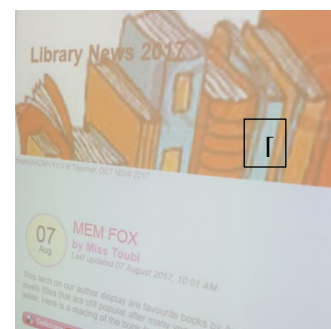 Library News 2017
Γ
07
Aug
MEM FOX
by Miss Toubi
Last updated 07 August 2017, 10:01 AM
This term on our author display are favourite books by
lovely titles that are still popular after many
week. Here is a reading of the book